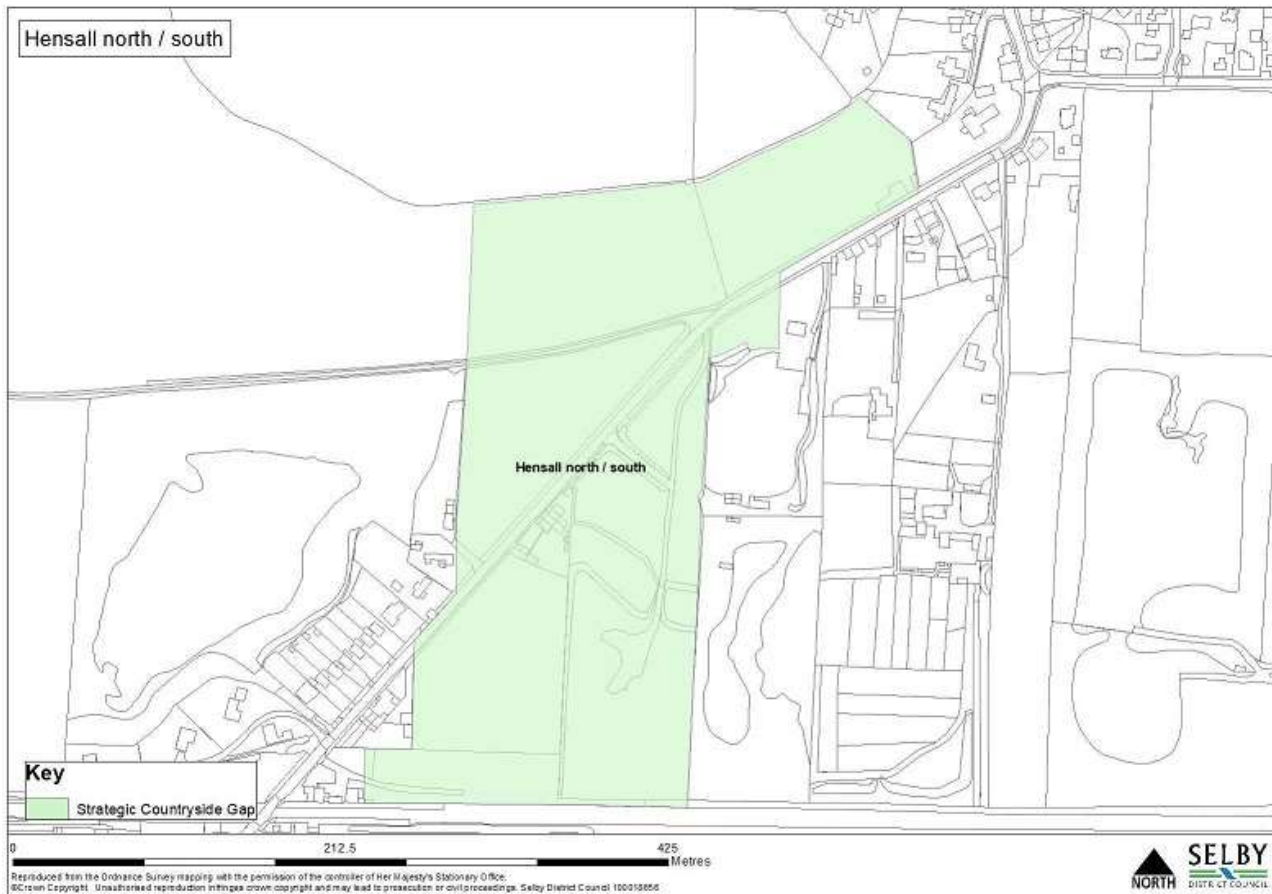 Hensall north / south
Hensall north / south
Key
Strategic Countryside Gap
0 212.5 425
Metres
Reproduced from the Ordnance Survey mapping with the permission of the controller of Her Majesty's Stationary Office.
©Crown Copyright. Unauthorised reproduction infringes crown copyright and may lead to prosecution or civil proceedings. Selby District Council 100018656
NORTH
SELBY
DISTRICT COUNCIL